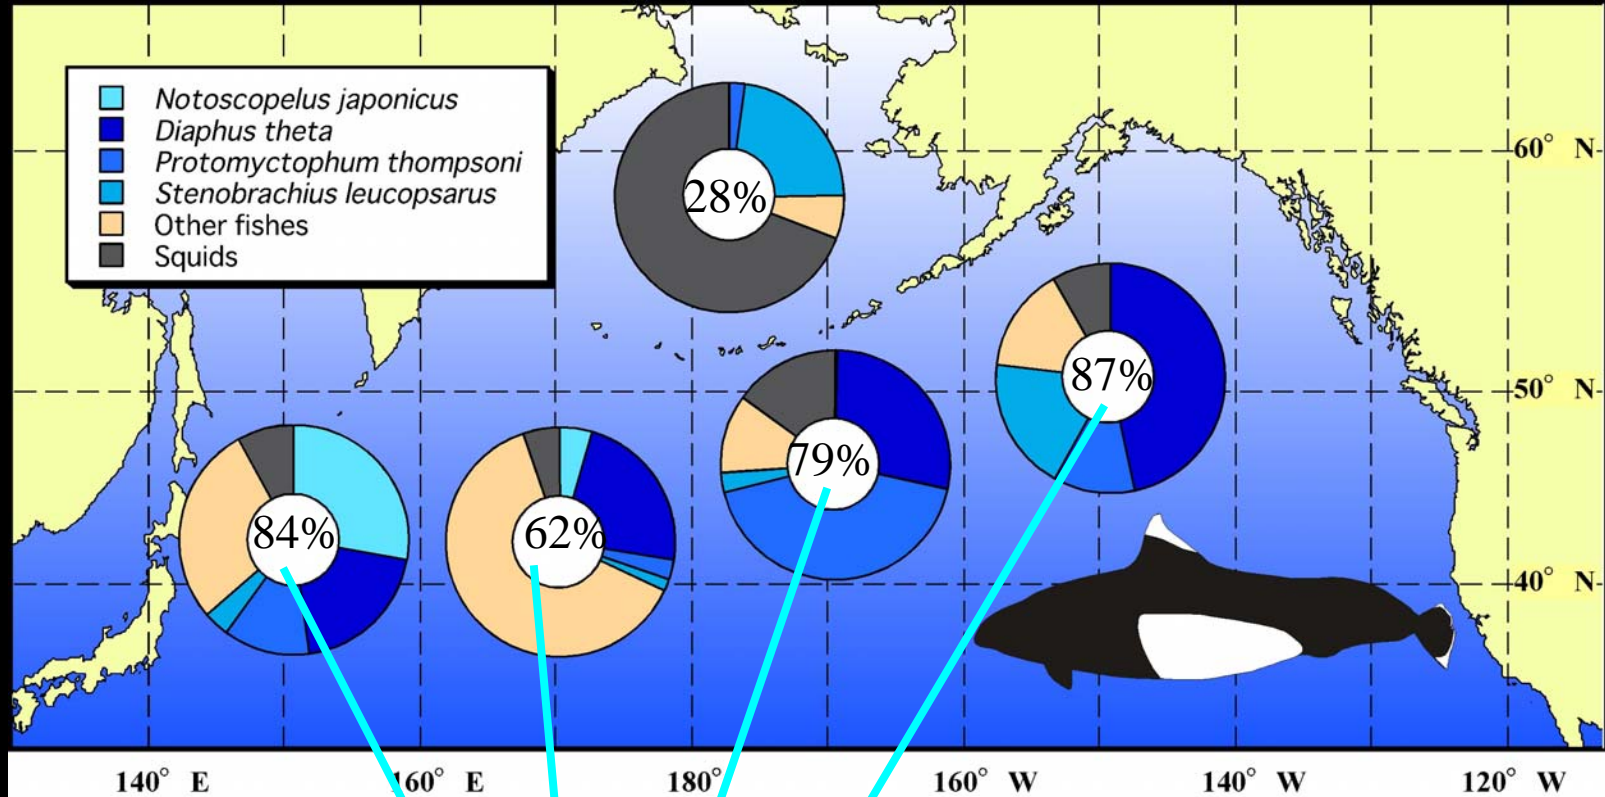 Notoscopelus japonicus
Diaphus theta
Protomyctophum thompsoni
Stenobrachius leucopsarus
Other fishes
Squids
28%
60° N
87%
50° N
79%
84%
62%
40° N
140° E
160° E
180°
160° W
140° W
120° W